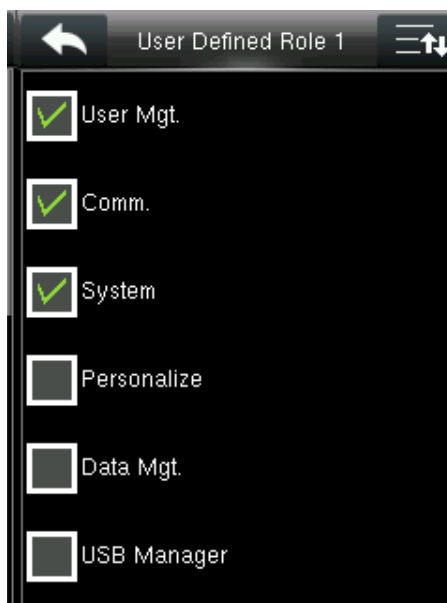 User Defined Role 1
User Mgt.
Comm.
System
Personalize
Data Mgt.
USB Manager